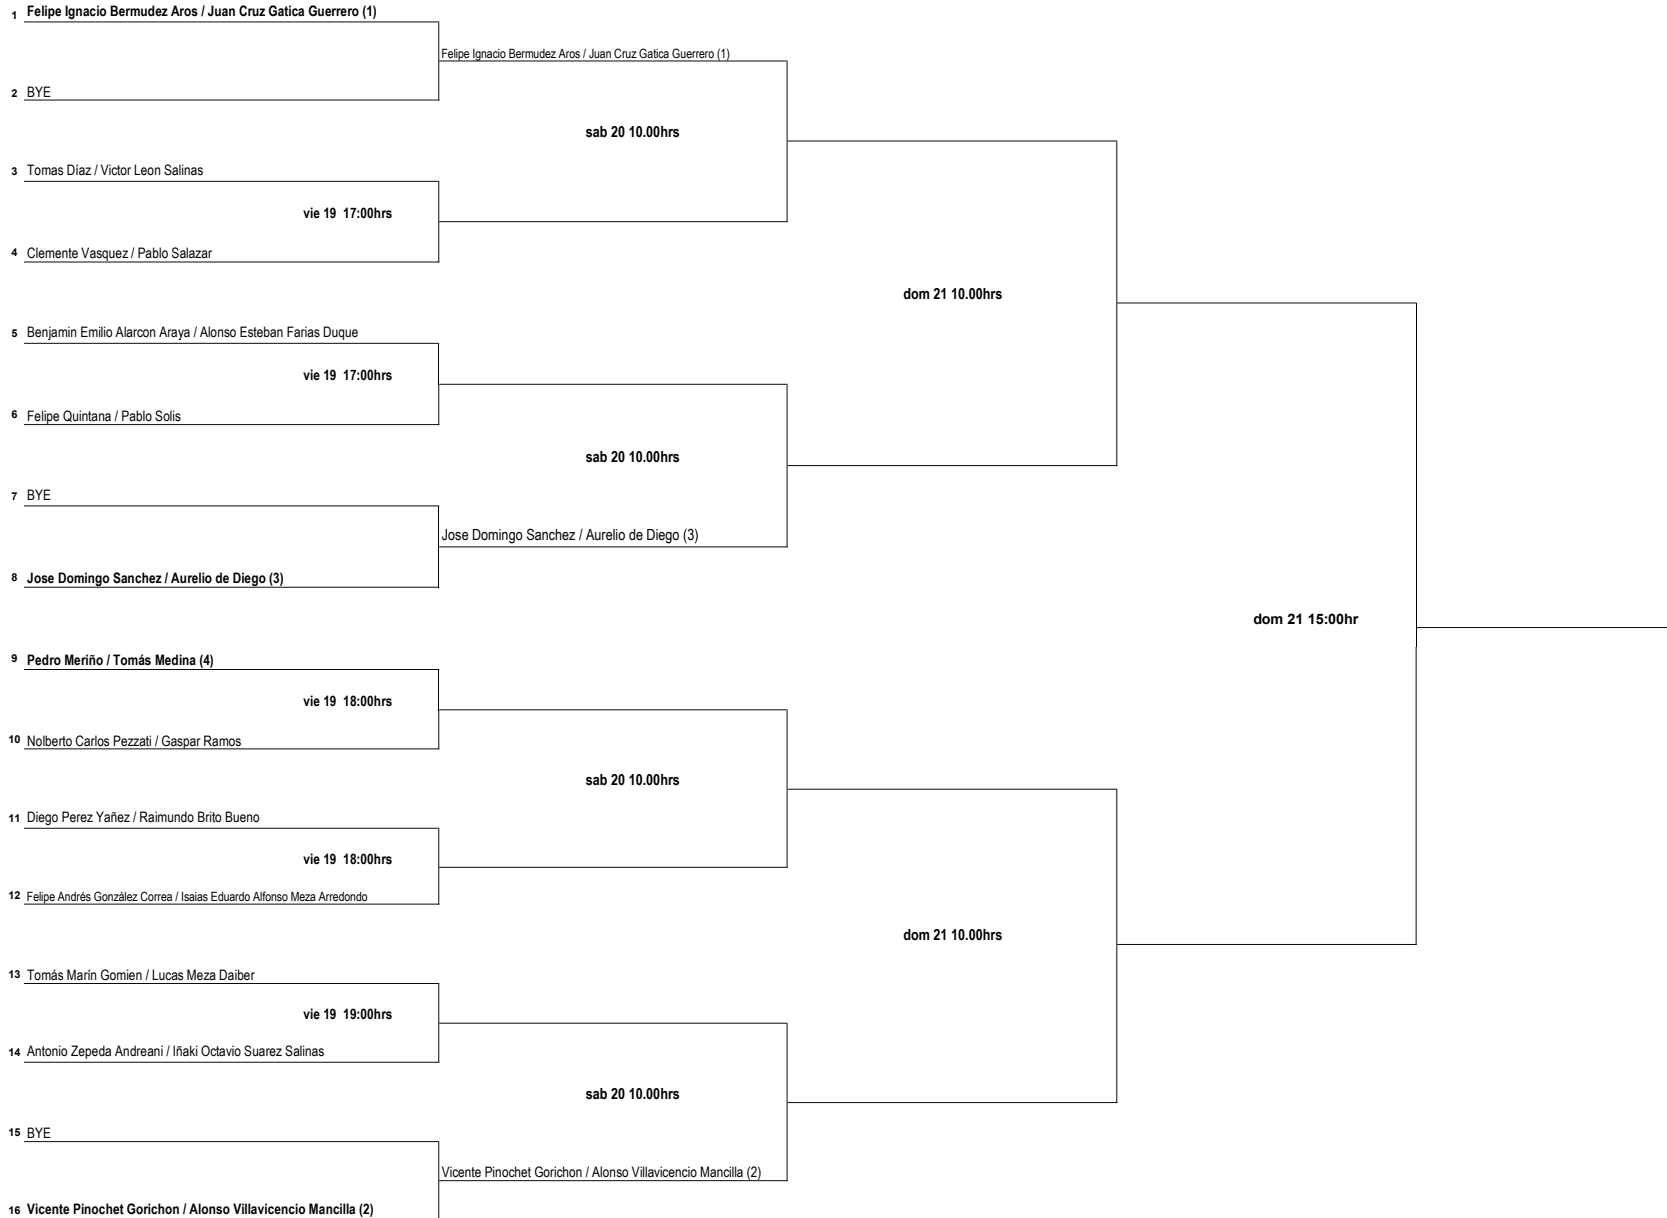 1 Felipe Ignacio Bermudez Aros / Juan Cruz Gatica Guerrero (1)
Felipe Ignacio Bermudez Aros / Juan Cruz Gatica Guerrero (1)
2 BYE
sab 20 10.00hrs
3 Tomas Díaz / Victor Leon Salinas
vie 19 17:00hrs
4 Clemente Vasquez / Pablo Salazar
dom 21 10.00hrs
5 Benjamin Emilio Alarcon Araya / Alonso Esteban Farias Duque
vie 19 17:00hrs
6 Felipe Quintana / Pablo Solis
sab 20 10.00hrs
7 BYE
Jose Domingo Sanchez / Aurelio de Diego (3)
8 Jose Domingo Sanchez / Aurelio de Diego (3)
dom 21 15:00hr
9 Pedro Meriño / Tomás Medina (4)
vie 19 18:00hrs
10 Nolberto Carlos Pezzati / Gaspar Ramos
sab 20 10.00hrs
11 Diego Perez Yañez / Raimundo Brito Bueno
vie 19 18:00hrs
12 Felipe Andrés González Correa / Isaias Eduardo Alfonso Meza Arredondo
dom 21 10.00hrs
13 Tomás Marín Gomien / Lucas Meza Daiber
vie 19 19:00hrs
14 Antonio Zepeda Andreani / Iñaki Octavio Suarez Salinas
sab 20 10.00hrs
15 BYE
Vicente Pinochet Gorichon / Alonso Villavicencio Mancilla (2)
16 Vicente Pinochet Gorichon / Alonso Villavicencio Mancilla (2)